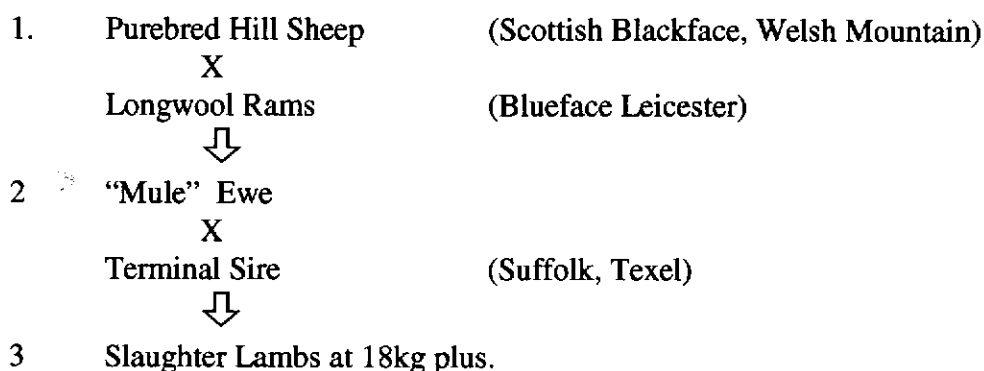 1. Purebred Hill Sheep (Scottish Blackface, Welsh Mountain)
X
Longwool Rams (Blueface Leicester)
2 “Mule” Ewe
X
Terminal Sire (Suffolk, Texel)
3 Slaughter Lambs at 18kg plus.